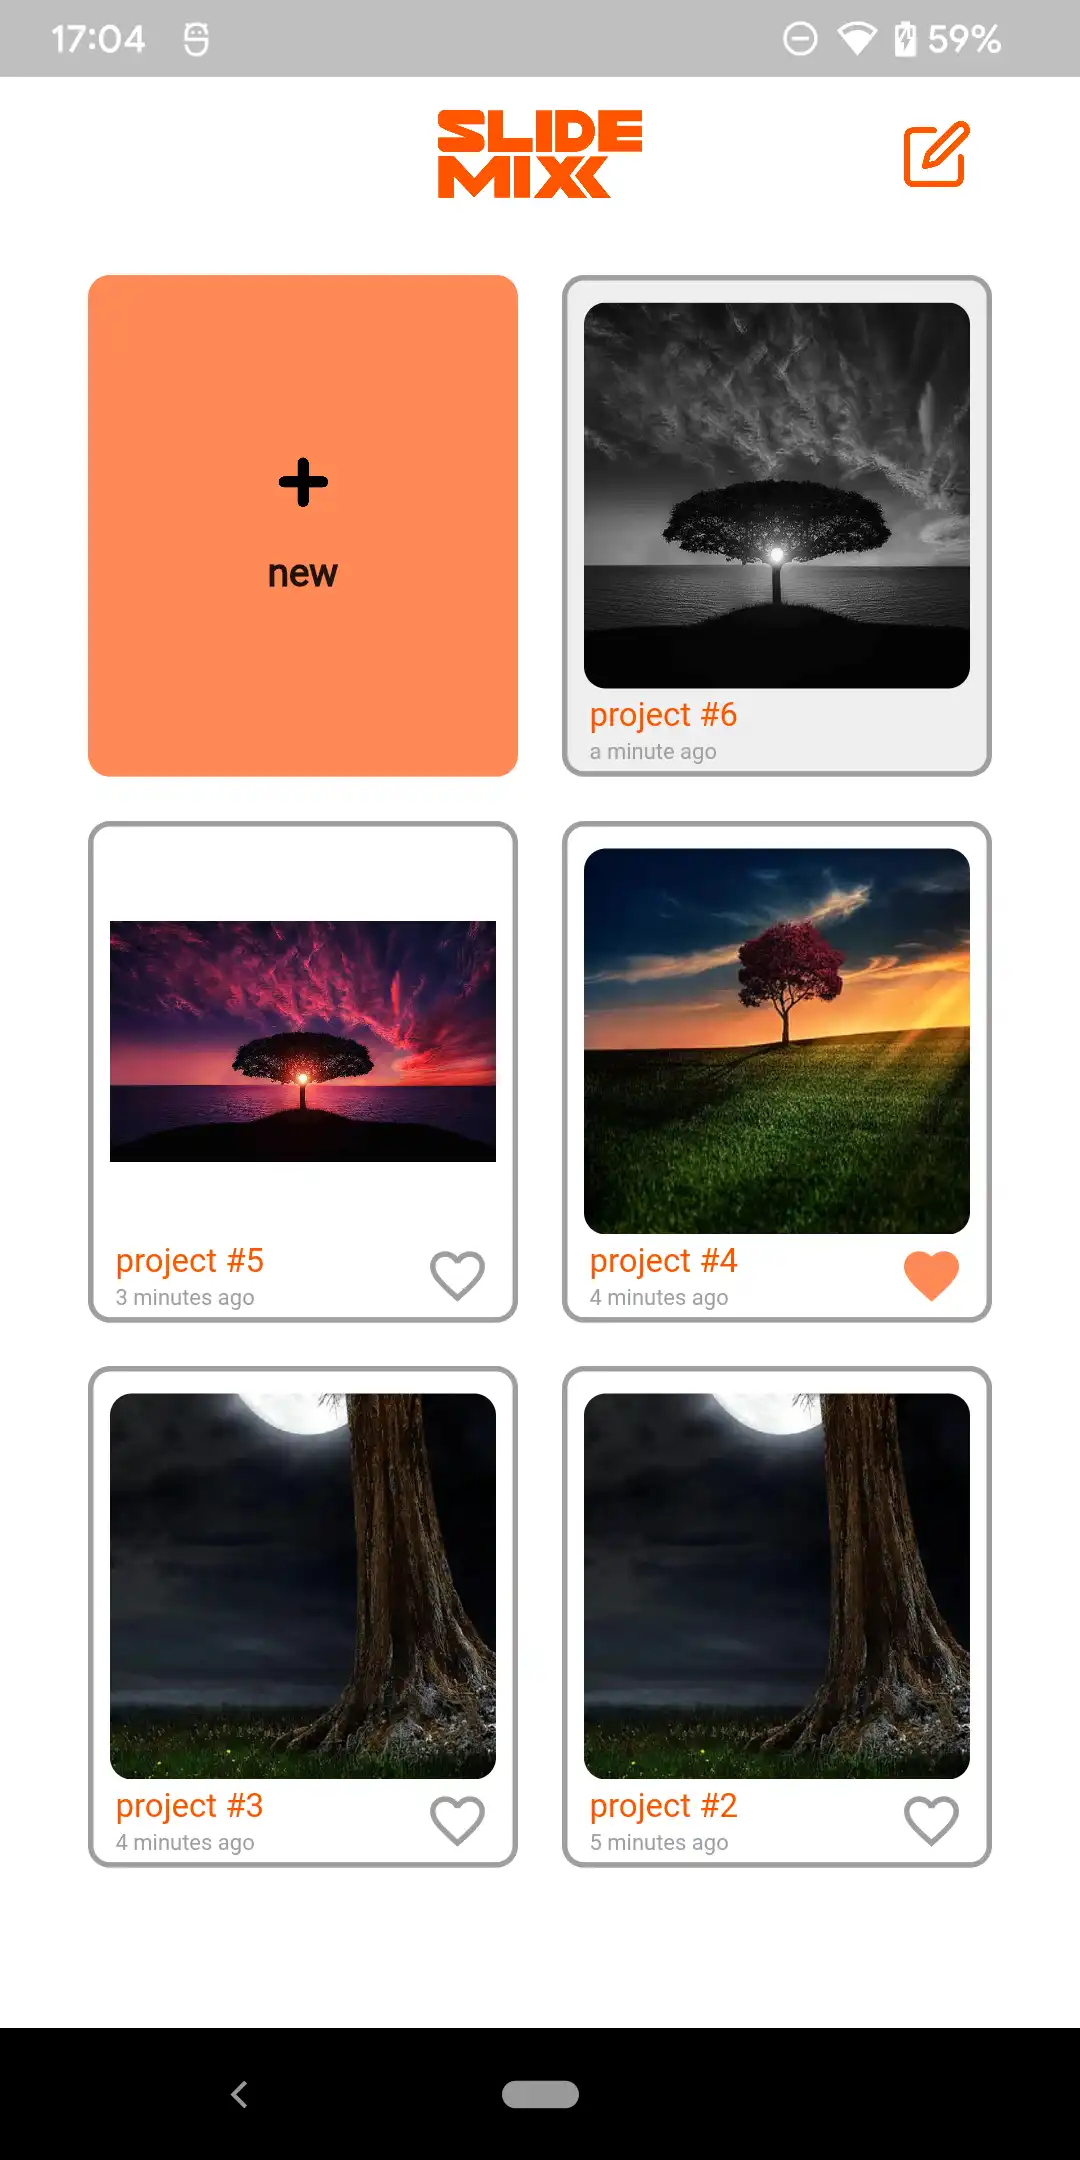 17:04
59%
SLIDE
MIX
new
project #6
a minute ago
project #5
3 minutes ago
project #4
4 minutes ago
project #3
4 minutes ago
project #2
5 minutes ago